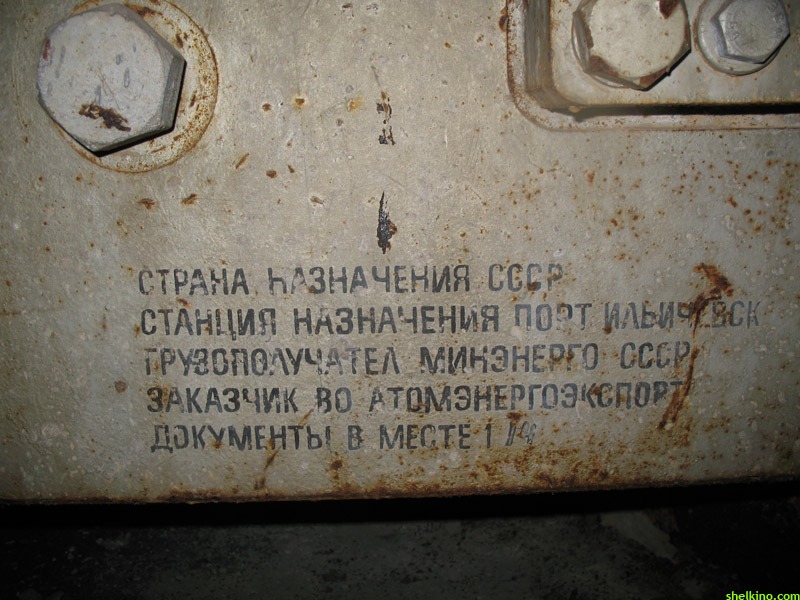 СТРАНА НАЗНАЧЕНИЯ СССР
СТАНЦИЯ НАЗНАЧЕНИЯ ПОРТ ИЛЬИЧЕВСК
ГРУЗОПОЛУЧАТЕЛ МИНЭНЕРГО СССР
ЗАКАЗЧИК ВО АТОМЭНЕРГОЭКСПОРТ
ДОКУМЕНТЫ В МЕСТЕ 1
shelkino.com